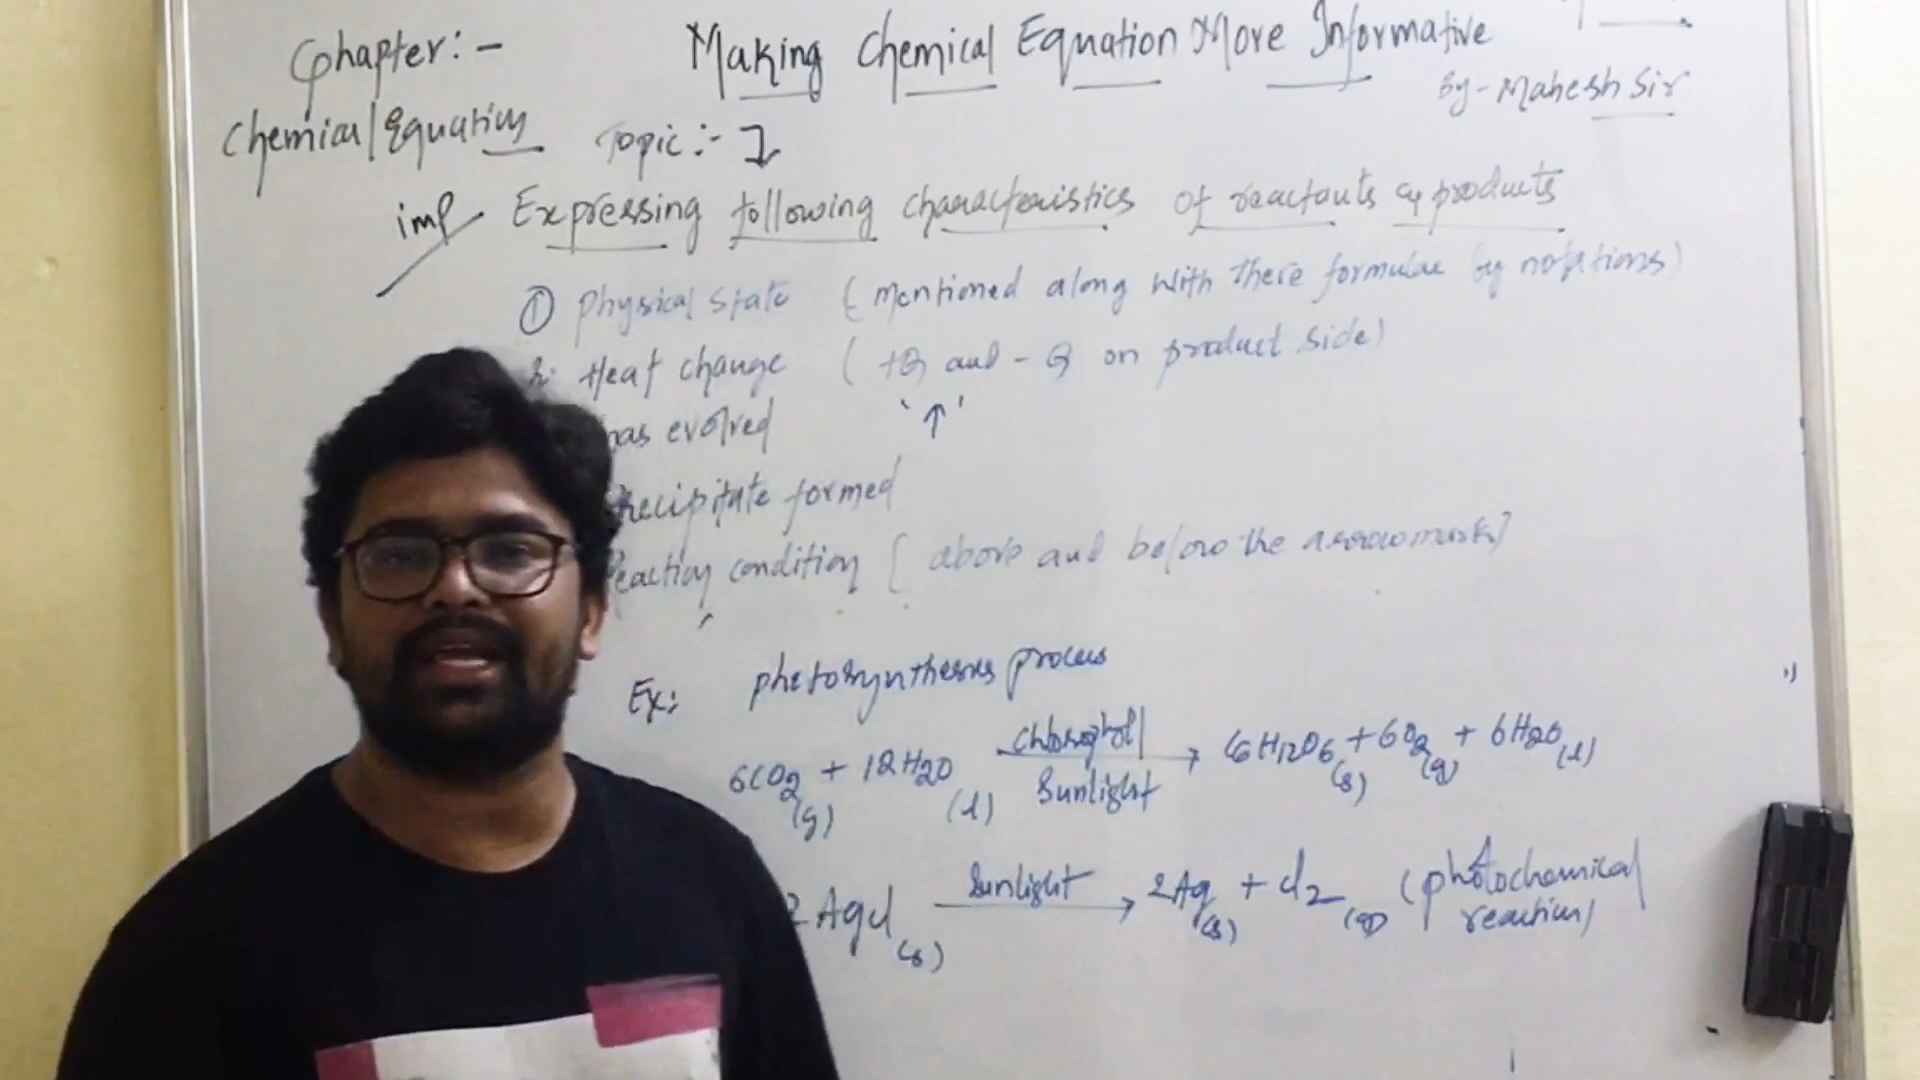 Chapter:-
Chemical Equations
Making Chemical Equation More Informative
By-Mahesh Sir
Topic:- I
imp Expressing following characteristics of reactants & products
① Physical State (mentioned along with there formulae by notations)
Heat change (+Q and -Q on product side)
has evolved '↑'
Precipitate formed
Reaction condition [above and below the arrow mark]
Ex: photosynthesis process
6CO2(g) + 12H2O(l) chlorophyll Sunlight → C6H12O6(s) + 6O2(g) + 6H2O(l)
2AgCl(s) Sunlight → 2Ag(s) + Cl2(g) (photochemical reaction)